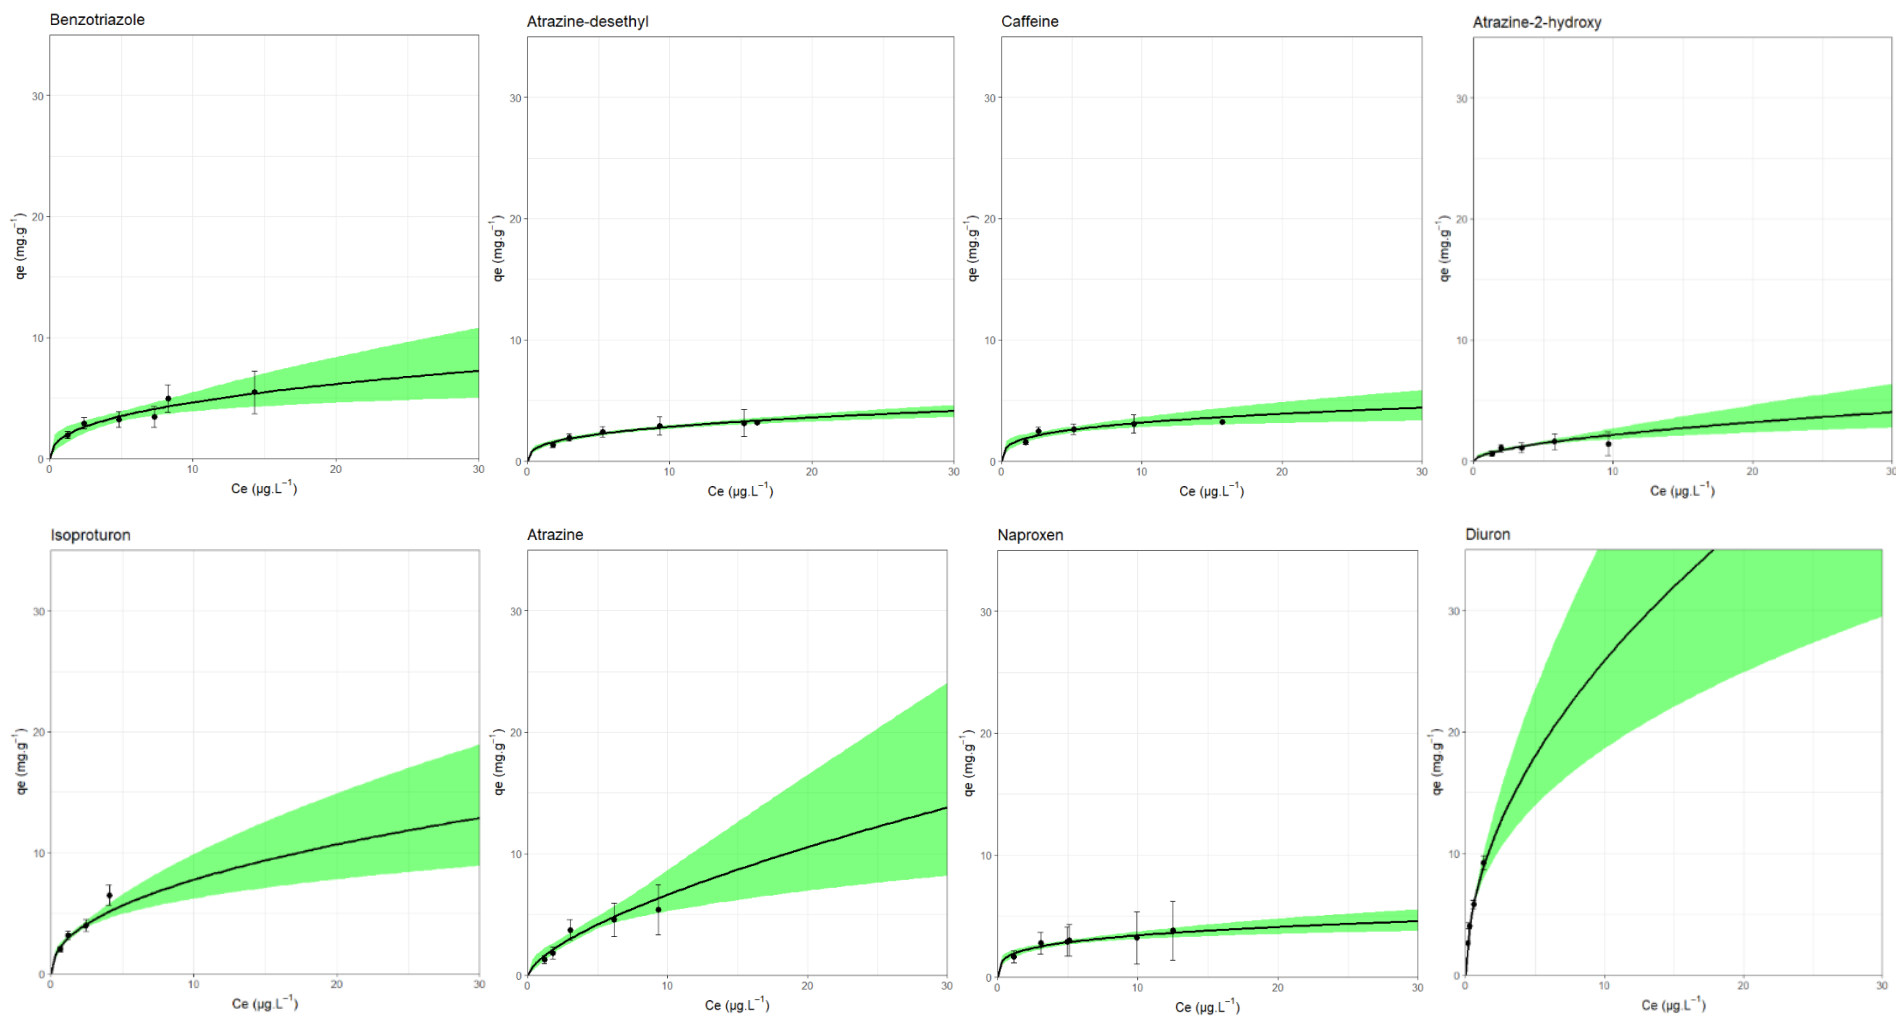 Benzotriazole
30
20
10
0
qe (mg.g⁻¹)
0 10 20 30
Ce (µg.L⁻¹)
Atrazine-desethyl
30
20
10
0
qe (mg.g⁻¹)
0 10 20 30
Ce (µg.L⁻¹)
Caffeine
30
20
10
0
qe (mg.g⁻¹)
0 10 20 30
Ce (µg.L⁻¹)
Atrazine-2-hydroxy
30
20
10
0
qe (mg.g⁻¹)
0 10 20 30
Ce (µg.L⁻¹)
Isoproturon
30
20
10
0
qe (mg.g⁻¹)
0 10 20 30
Ce (µg.L⁻¹)
Atrazine
30
20
10
0
qe (mg.g⁻¹)
0 10 20 30
Ce (µg.L⁻¹)
Naproxen
30
20
10
0
qe (mg.g⁻¹)
0 10 20 30
Ce (µg.L⁻¹)
Diuron
30
20
10
0
qe (mg.g⁻¹)
0 10 20 30
Ce (µg.L⁻¹)